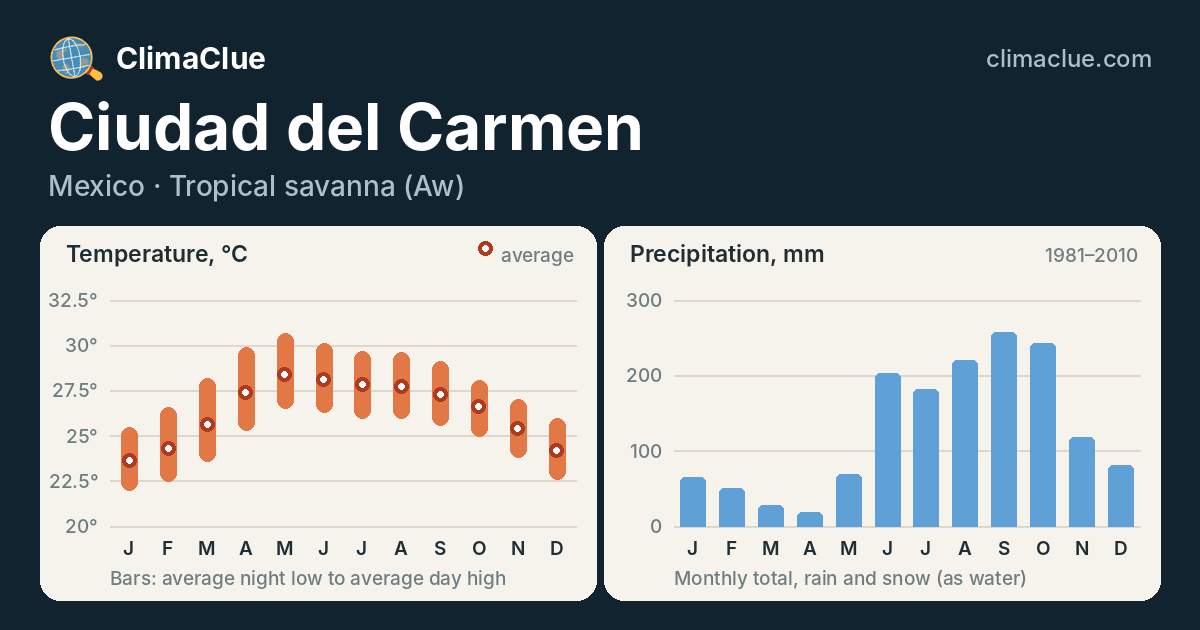 ClimaClue
climaclue.com
Ciudad del Carmen
Mexico · Tropical savanna (Aw)
Temperature, °C
average
32.5°
30°
27.5°
25°
22.5°
20°
J F M A M J J A S O N D
Bars: average night low to average day high
Precipitation, mm
1981–2010
300
200
100
0
J F M A M J J A S O N D
Monthly total, rain and snow (as water)